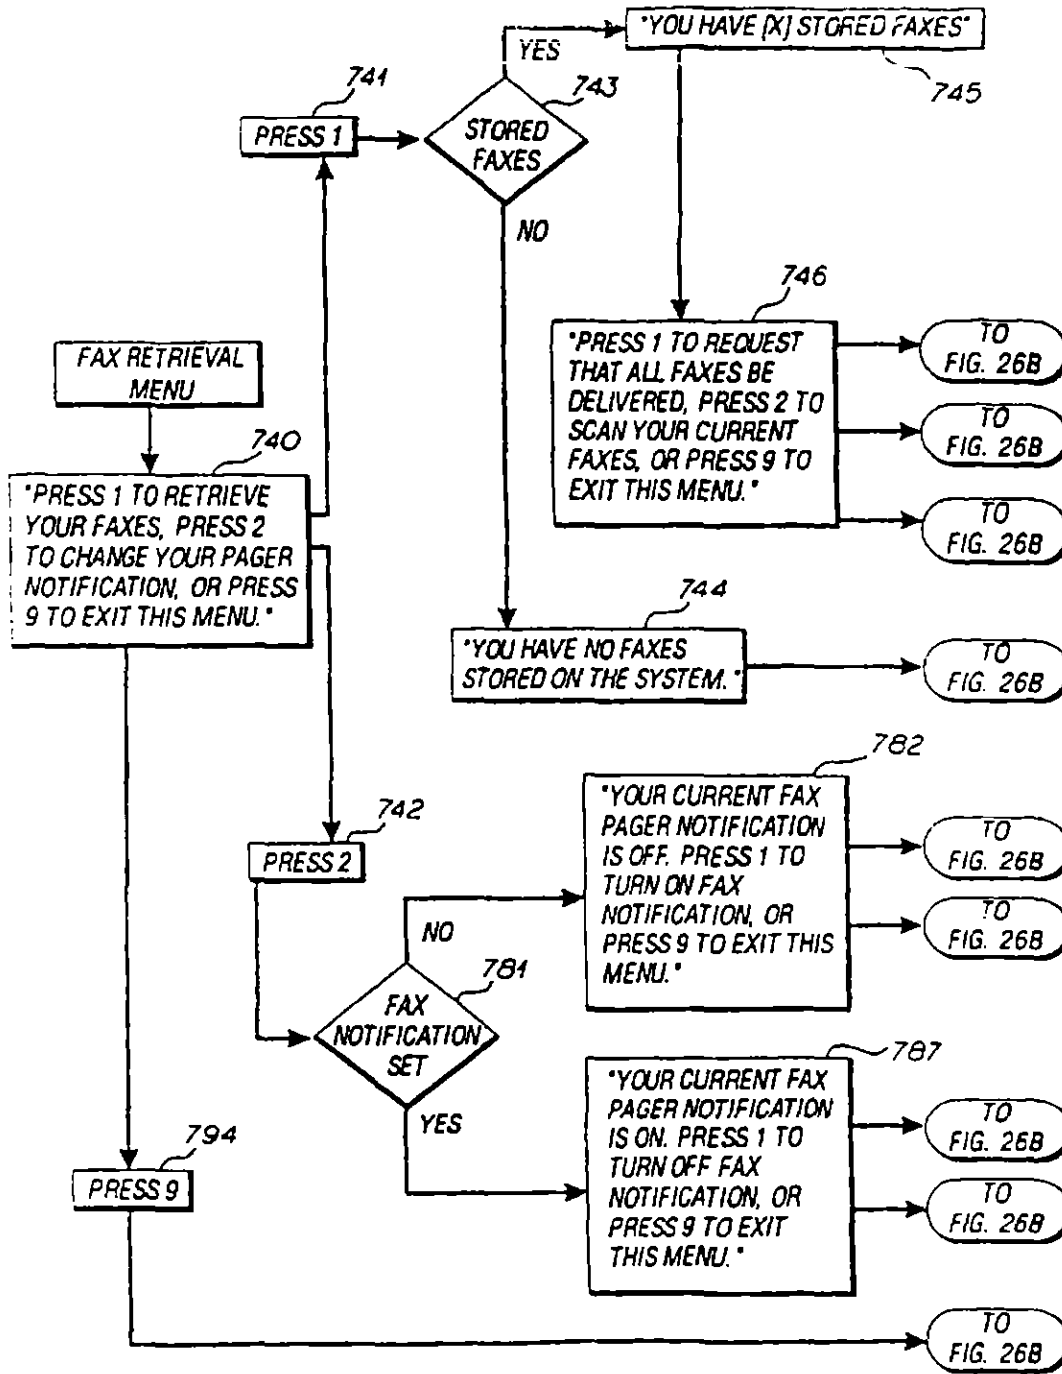 "YOU HAVE [X] STORED FAXES"
YES
745
741
743
PRESS 1
STORED
FAXES
NO
746
"PRESS 1 TO REQUEST
THAT ALL FAXES BE
DELIVERED, PRESS 2 TO
SCAN YOUR CURRENT
FAXES, OR PRESS 9 TO
EXIT THIS MENU."
TO
FIG. 26B
TO
FIG. 26B
TO
FIG. 26B
FAX RETRIEVAL
MENU
740
"PRESS 1 TO RETRIEVE
YOUR FAXES, PRESS 2
TO CHANGE YOUR PAGER
NOTIFICATION, OR PRESS
9 TO EXIT THIS MENU."
744
"YOU HAVE NO FAXES
STORED ON THE SYSTEM."
TO
FIG. 26B
742
PRESS 2
782
"YOUR CURRENT FAX
PAGER NOTIFICATION
IS OFF. PRESS 1 TO
TURN ON FAX
NOTIFICATION, OR
PRESS 9 TO EXIT THIS
MENU."
TO
FIG. 26B
TO
FIG. 26B
NO
781
FAX
NOTIFICATION
SET
YES
787
"YOUR CURRENT FAX
PAGER NOTIFICATION
IS ON. PRESS 1 TO
TURN OFF FAX
NOTIFICATION, OR
PRESS 9 TO EXIT
THIS MENU."
TO
FIG. 26B
TO
FIG. 26B
794
PRESS 9
TO
FIG. 26B